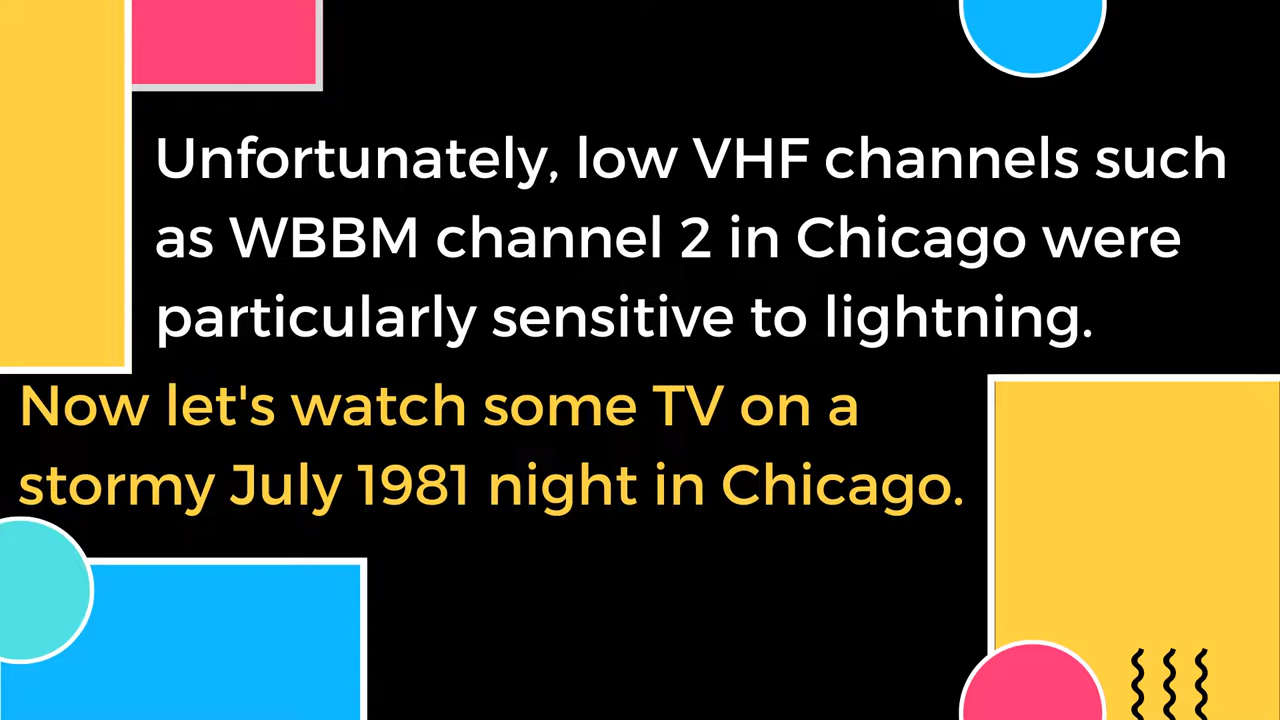 Unfortunately, low VHF channels such
as WBBM channel 2 in Chicago were
particularly sensitive to lightning.
Now let's watch some TV on a
stormy July 1981 night in Chicago.